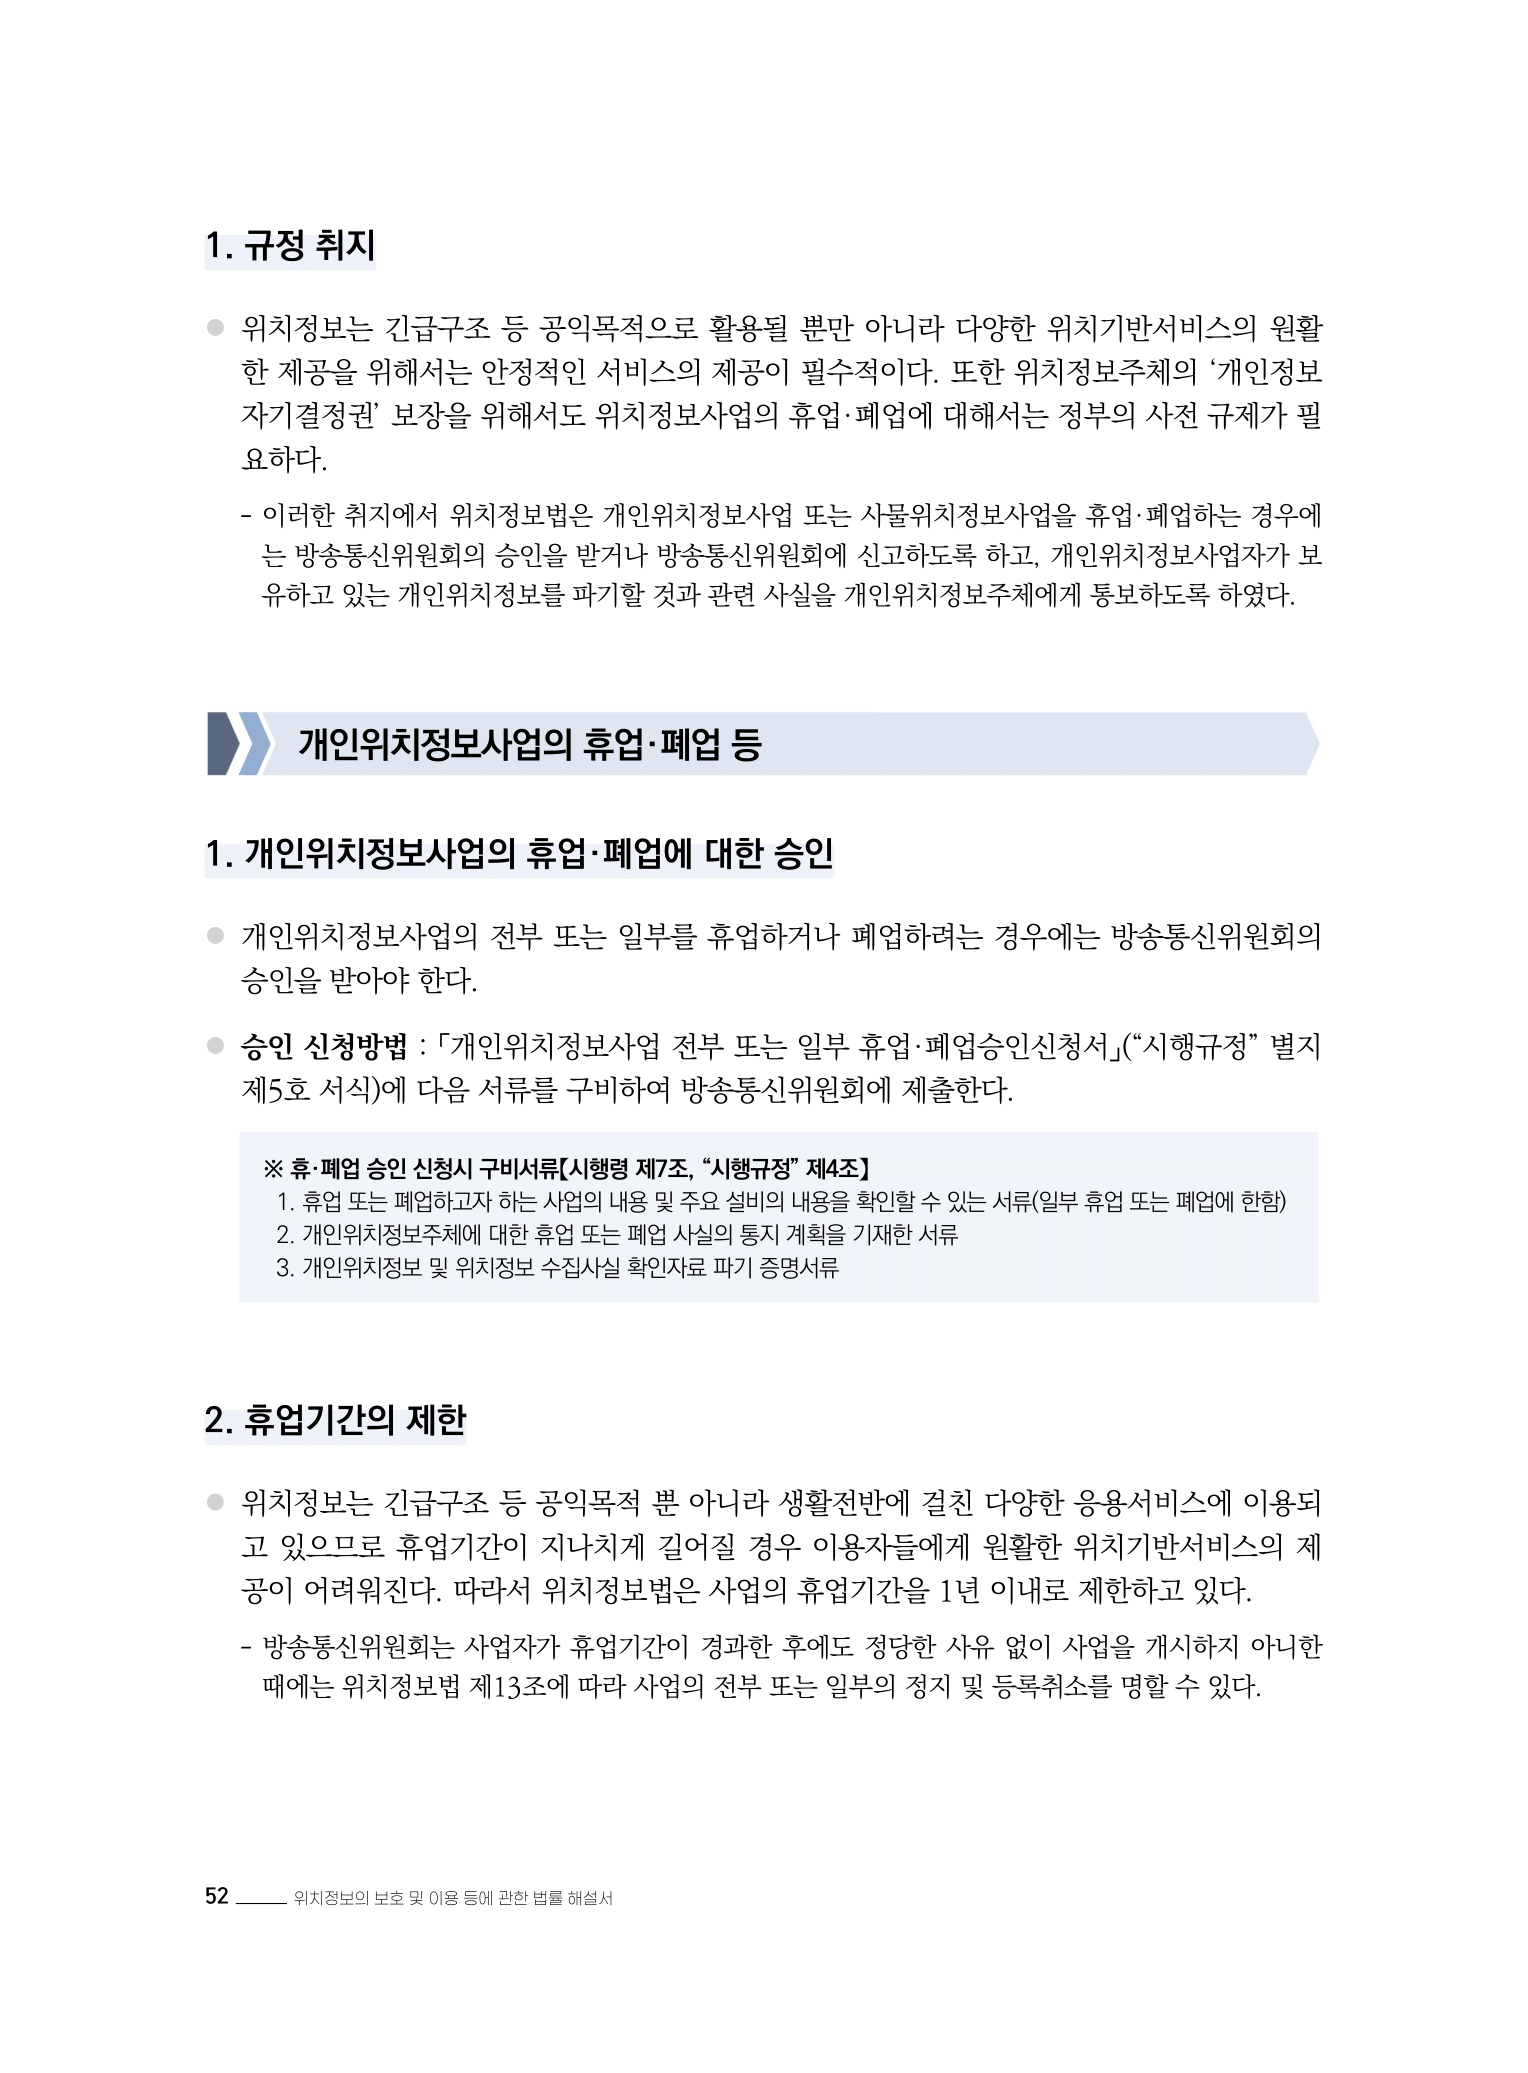 1. 규정 취지
● 위치정보는 긴급구조 등 공익목적으로 활용될 뿐만 아니라 다양한 위치기반서비스의 원활
한 제공을 위해서는 안정적인 서비스의 제공이 필수적이다. 또한 위치정보주체의 ‘개인정보
자기결정권’ 보장을 위해서도 위치정보사업의 휴업·폐업에 대해서는 정부의 사전 규제가 필
요하다.
- 이러한 취지에서 위치정보법은 개인위치정보사업 또는 사물위치정보사업을 휴업·폐업하는 경우에
는 방송통신위원회의 승인을 받거나 방송통신위원회에 신고하도록 하고, 개인위치정보사업자가 보
유하고 있는 개인위치정보를 파기할 것과 관련 사실을 개인위치정보주체에게 통보하도록 하였다.
개인위치정보사업의 휴업·폐업 등
1. 개인위치정보사업의 휴업·폐업에 대한 승인
● 개인위치정보사업의 전부 또는 일부를 휴업하거나 폐업하려는 경우에는 방송통신위원회의
승인을 받아야 한다.
● 승인 신청방법 : 「개인위치정보사업 전부 또는 일부 휴업·폐업승인신청서」(“시행규정” 별지
제5호 서식)에 다음 서류를 구비하여 방송통신위원회에 제출한다.
※ 휴·폐업 승인 신청시 구비서류【시행령 제7조, “시행규정” 제4조】
1. 휴업 또는 폐업하고자 하는 사업의 내용 및 주요 설비의 내용을 확인할 수 있는 서류(일부 휴업 또는 폐업에 한함)
2. 개인위치정보주체에 대한 휴업 또는 폐업 사실의 통지 계획을 기재한 서류
3. 개인위치정보 및 위치정보 수집사실 확인자료 파기 증명서류
2. 휴업기간의 제한
● 위치정보는 긴급구조 등 공익목적 뿐 아니라 생활전반에 걸친 다양한 응용서비스에 이용되
고 있으므로 휴업기간이 지나치게 길어질 경우 이용자들에게 원활한 위치기반서비스의 제
공이 어려워진다. 따라서 위치정보법은 사업의 휴업기간을 1년 이내로 제한하고 있다.
- 방송통신위원회는 사업자가 휴업기간이 경과한 후에도 정당한 사유 없이 사업을 개시하지 아니한
때에는 위치정보법 제13조에 따라 사업의 전부 또는 일부의 정지 및 등록취소를 명할 수 있다.
52 위치정보의 보호 및 이용 등에 관한 법률 해설서